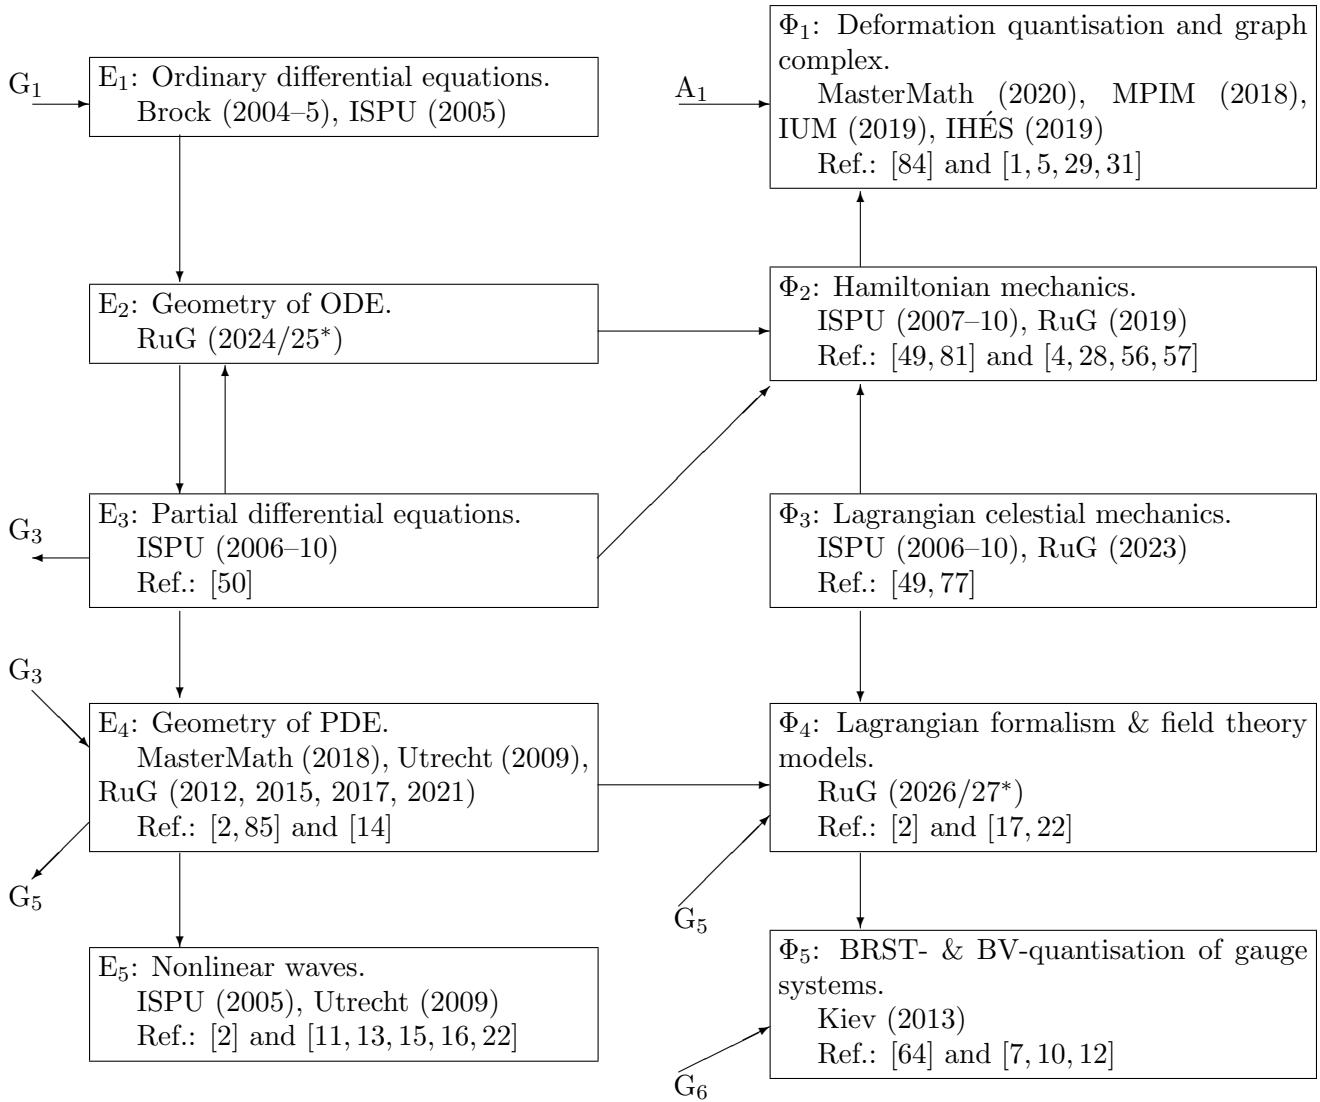 G₁
E₁: Ordinary differential equations.
Brock (2004–5), ISPU (2005)
E₂: Geometry of ODE.
RuG (2024/25*)
G₃
E₃: Partial differential equations.
ISPU (2006–10)
Ref.: [50]
G₃
E₄: Geometry of PDE.
MasterMath (2018), Utrecht (2009),
RuG (2012, 2015, 2017, 2021)
Ref.: [2, 85] and [14]
G₅
E₅: Nonlinear waves.
ISPU (2005), Utrecht (2009)
Ref.: [2] and [11, 13, 15, 16, 22]
A₁
Φ₁: Deformation quantisation and graph
complex.
MasterMath (2020), MPIM (2018),
IUM (2019), IHÉS (2019)
Ref.: [84] and [1, 5, 29, 31]
Φ₂: Hamiltonian mechanics.
ISPU (2007–10), RuG (2019)
Ref.: [49, 81] and [4, 28, 56, 57]
Φ₃: Lagrangian celestial mechanics.
ISPU (2006–10), RuG (2023)
Ref.: [49, 77]
Φ₄: Lagrangian formalism & field theory
models.
RuG (2026/27*)
Ref.: [2] and [17, 22]
G₅
Φ₅: BRST- & BV-quantisation of gauge
systems.
Kiev (2013)
Ref.: [64] and [7, 10, 12]
G₆